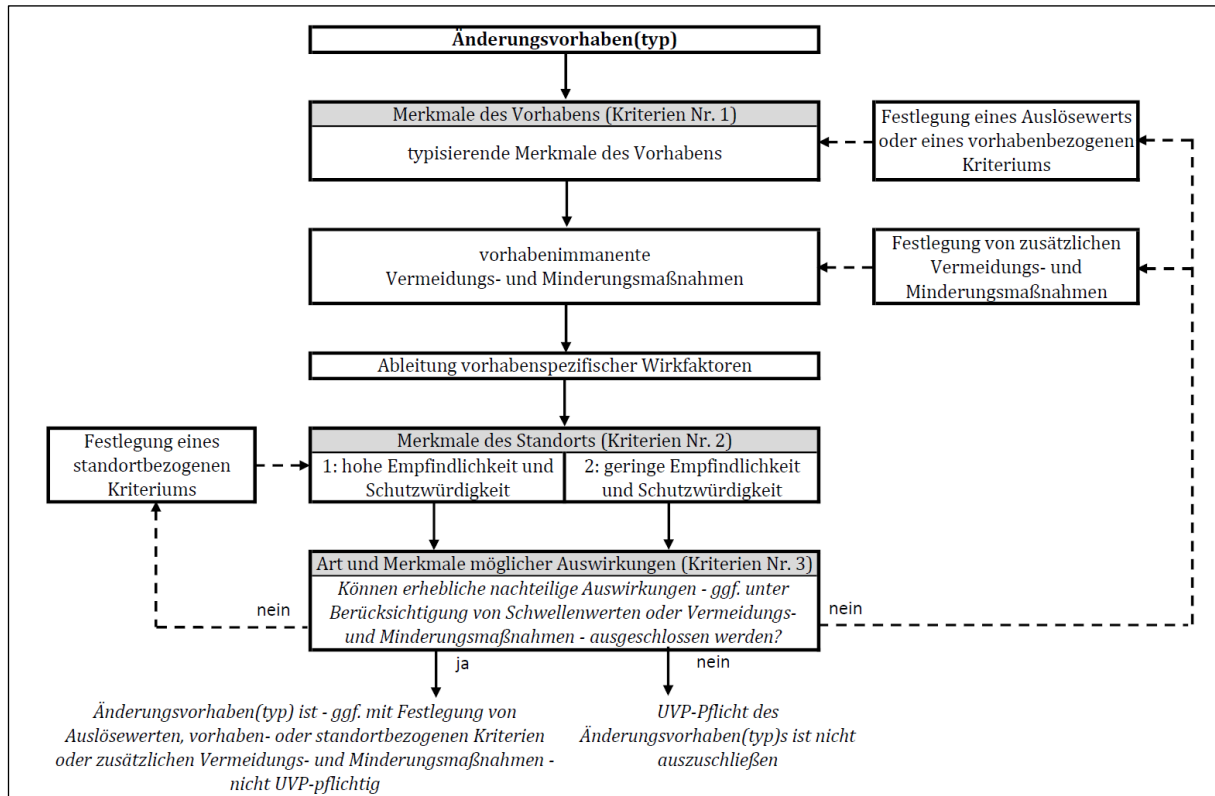 Änderungsvorhaben(typ)
Merkmale des Vorhabens (Kriterien Nr. 1)
typisierende Merkmale des Vorhabens
Festlegung eines Auslösewerts
oder eines vorhabenbezogenen
Kriteriums
vorhabenimmanente
Vermeidungs- und Minderungsmaßnahmen
Festlegung von zusätzlichen
Vermeidungs- und
Minderungsmaßnahmen
Ableitung vorhabenspezifischer Wirkfaktoren
Festlegung eines
standortbezogenen
Kriteriums
Merkmale des Standorts (Kriterien Nr. 2)
1: hohe Empfindlichkeit und
Schutzwürdigkeit
2: geringe Empfindlichkeit
und Schutzwürdigkeit
Art und Merkmale möglicher Auswirkungen (Kriterien Nr. 3)
Können erhebliche nachteilige Auswirkungen - ggf. unter
Berücksichtigung von Schwellenwerten oder Vermeidungs-
und Minderungsmaßnahmen - ausgeschlossen werden?
nein
nein
ja
nein
Änderungsvorhaben(typ) ist - ggf. mit Festlegung von
Auslösewerten, vorhaben- oder standortbezogenen Kriterien
oder zusätzlichen Vermeidungs- und Minderungsmaßnahmen -
nicht UVP-pflichtig
UVP-Pflicht des
Änderungsvorhaben(typ)s ist nicht
auszuschließen